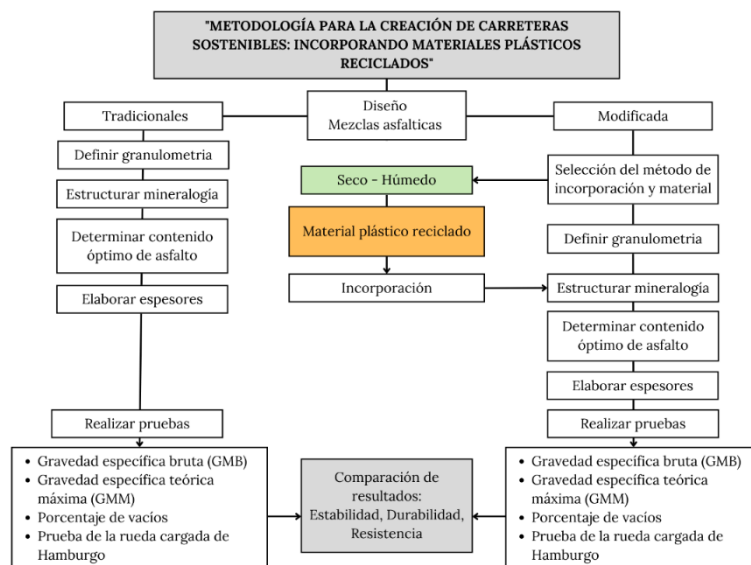 "METODOLOGÍA PARA LA CREACIÓN DE CARRETERAS
SOSTENIBLES: INCORPORANDO MATERIALES PLÁSTICOS
RECICLADOS"
Tradicionales
Diseño
Mezclas asfalticas
Modificada
Definir granulometria
Estructurar mineralogía
Determinar contenido
óptimo de asfalto
Elaborar espesores
Realizar pruebas
Seco - Húmedo
Material plástico reciclado
Incorporación
Selección del método de
incorporación y material
Definir granulometria
Estructurar mineralogía
Determinar contenido
óptimo de asfalto
Elaborar espesores
Realizar pruebas
• Gravedad específica bruta (GMB)
• Gravedad específica teórica
máxima (GMM)
• Porcentaje de vacíos
• Prueba de la rueda cargada de
Hamburgo
Comparación de
resultados:
Estabilidad, Durabilidad,
Resistencia
• Gravedad específica bruta (GMB)
• Gravedad específica teórica
máxima (GMM)
• Porcentaje de vacíos
• Prueba de la rueda cargada de
Hamburgo